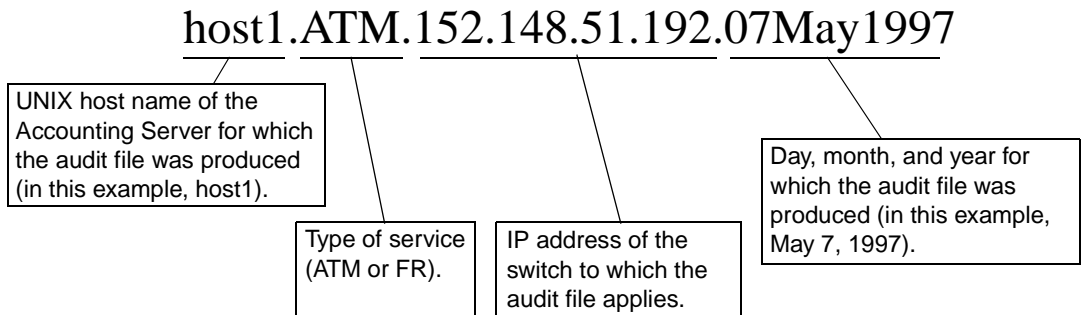 host1.ATM.152.148.51.192.07May1997
UNIX host name of the
Accounting Server for which
the audit file was produced
(in this example, host1).
Type of service
(ATM or FR).
IP address of the
switch to which the
audit file applies.
Day, month, and year for
which the audit file was
produced (in this example,
May 7, 1997).